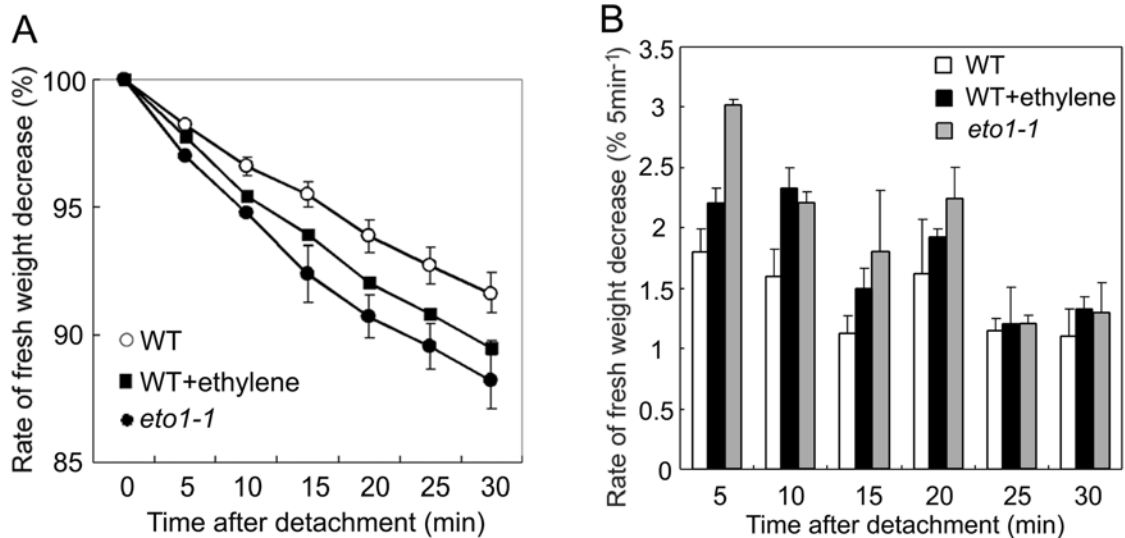 A
Rate of fresh weight decrease (%)
100
95
90
85
WT
WT+ethylene
eto1-1
0 5 10 15 20 25 30
Time after detachment (min)
B
Rate of fresh weight decrease (% 5min⁻¹)
3.5
3
2.5
2
1.5
1
0.5
0
WT
WT+ethylene
eto1-1
5 10 15 20 25 30
Time after detachment (min)